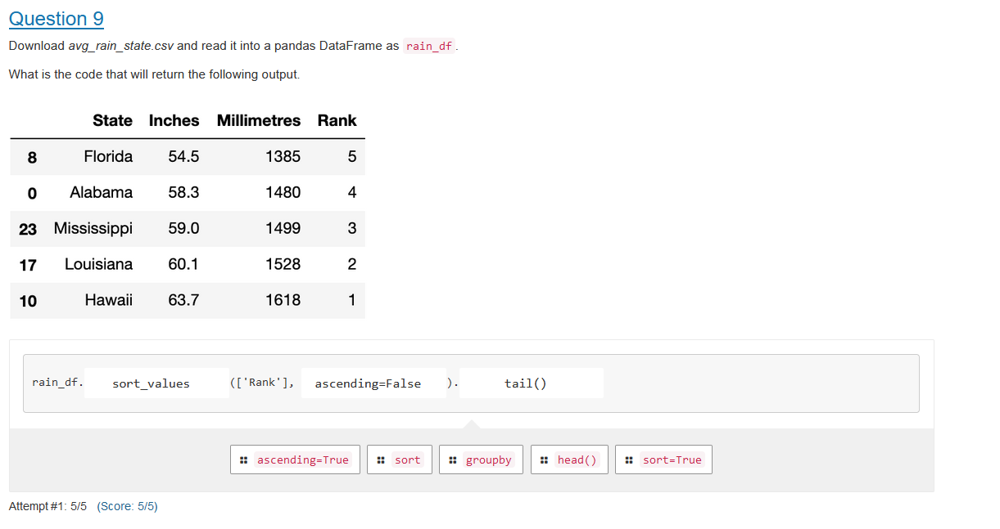 Question 9
Download avg_rain_state.csv and read it into a pandas DataFrame as rain_df.
What is the code that will return the following output.
State Inches Millimetres Rank
8 Florida 54.5 1385 5
0 Alabama 58.3 1480 4
23 Mississippi 59.0 1499 3
17 Louisiana 60.1 1528 2
10 Hawaii 63.7 1618 1
rain_df. sort_values (['Rank'], ascending=False ). tail()
ascending=True sort groupby head() sort=True
Attempt #1: 5/5 (Score: 5/5)